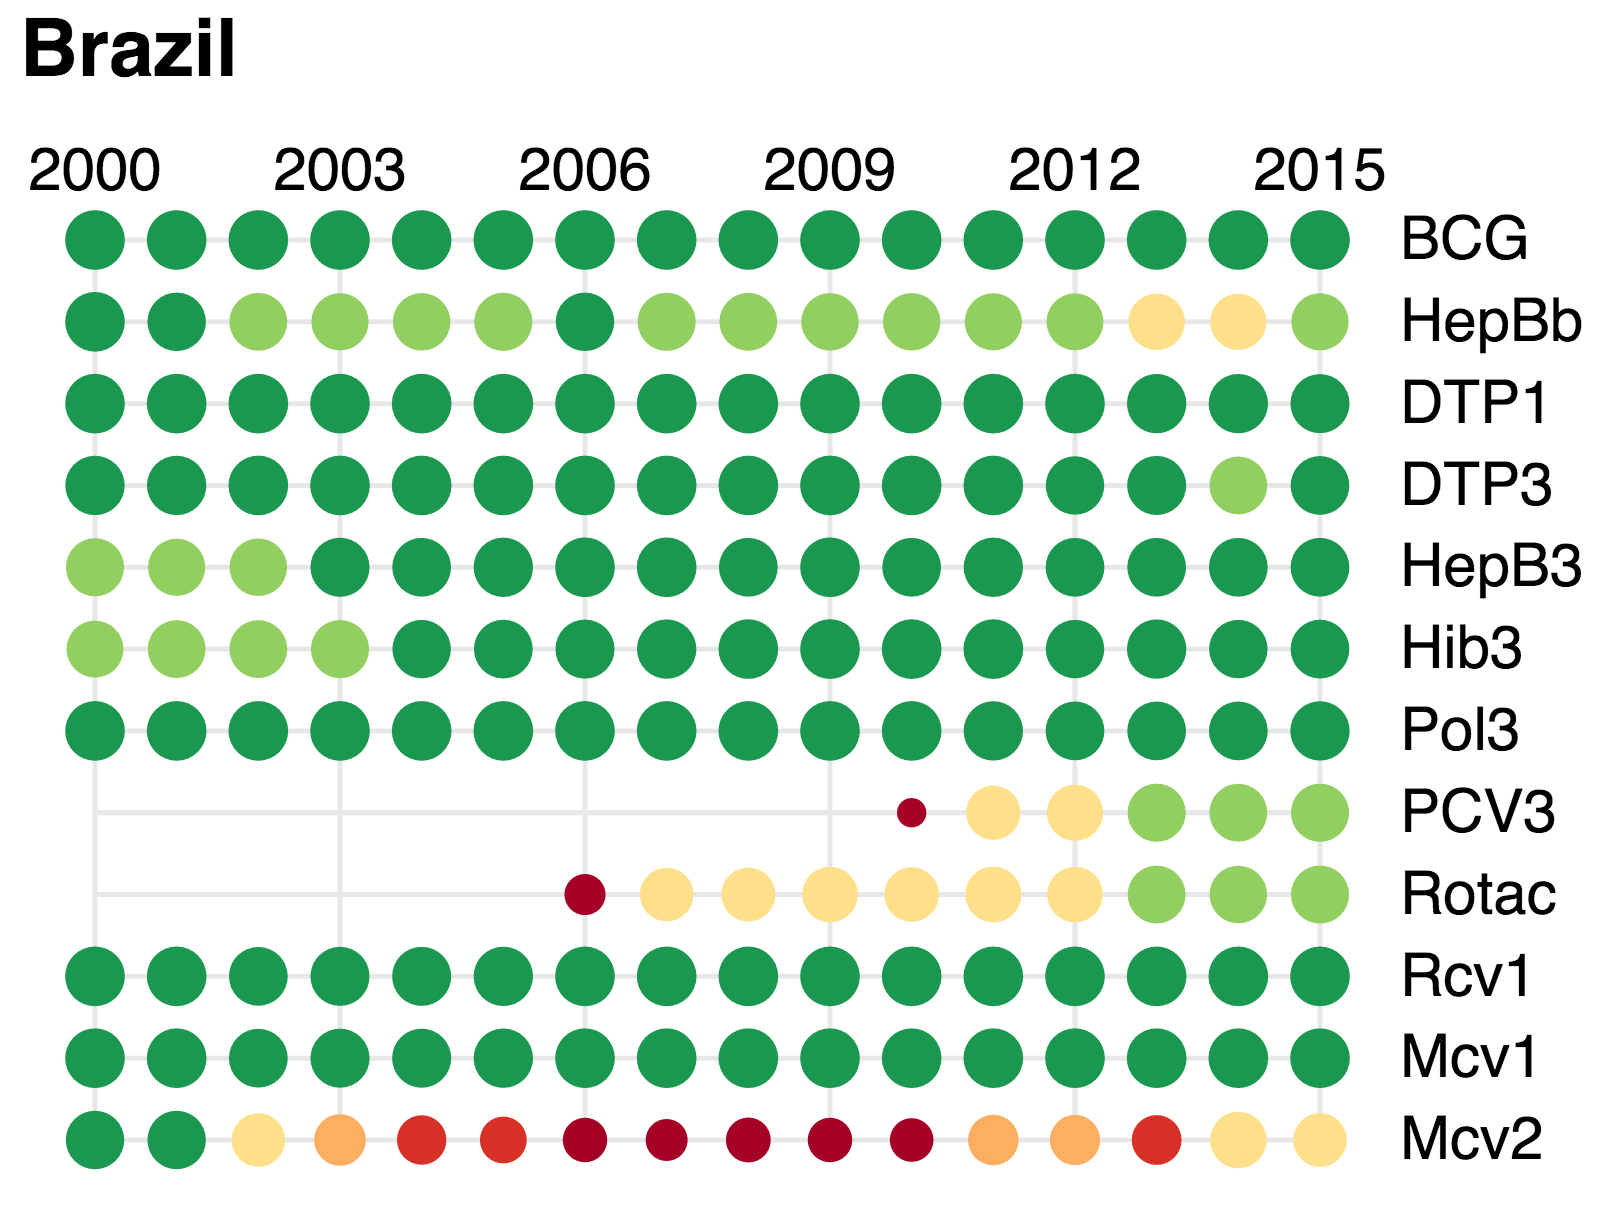 Brazil
2000 2003 2006 2009 2012 2015
BCG
HepBb
DTP1
DTP3
HepB3
Hib3
Pol3
PCV3
Rotac
Rcv1
Mcv1
Mcv2